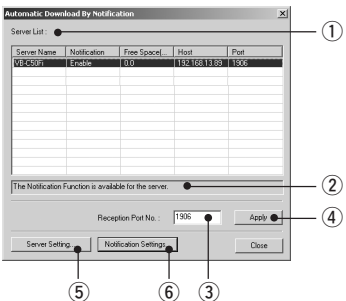 Automatic Download By Notification
Server List :
①
Server Name Notification Free Space(... Host Port
VB-C50Fi Enable 0.0 192.168.13.89 1906
The Notification Function is available for the server.
②
Reception Port No. : 1906 Apply
④
Server Setting... Notification Settings... Close
⑤ ⑥ ③